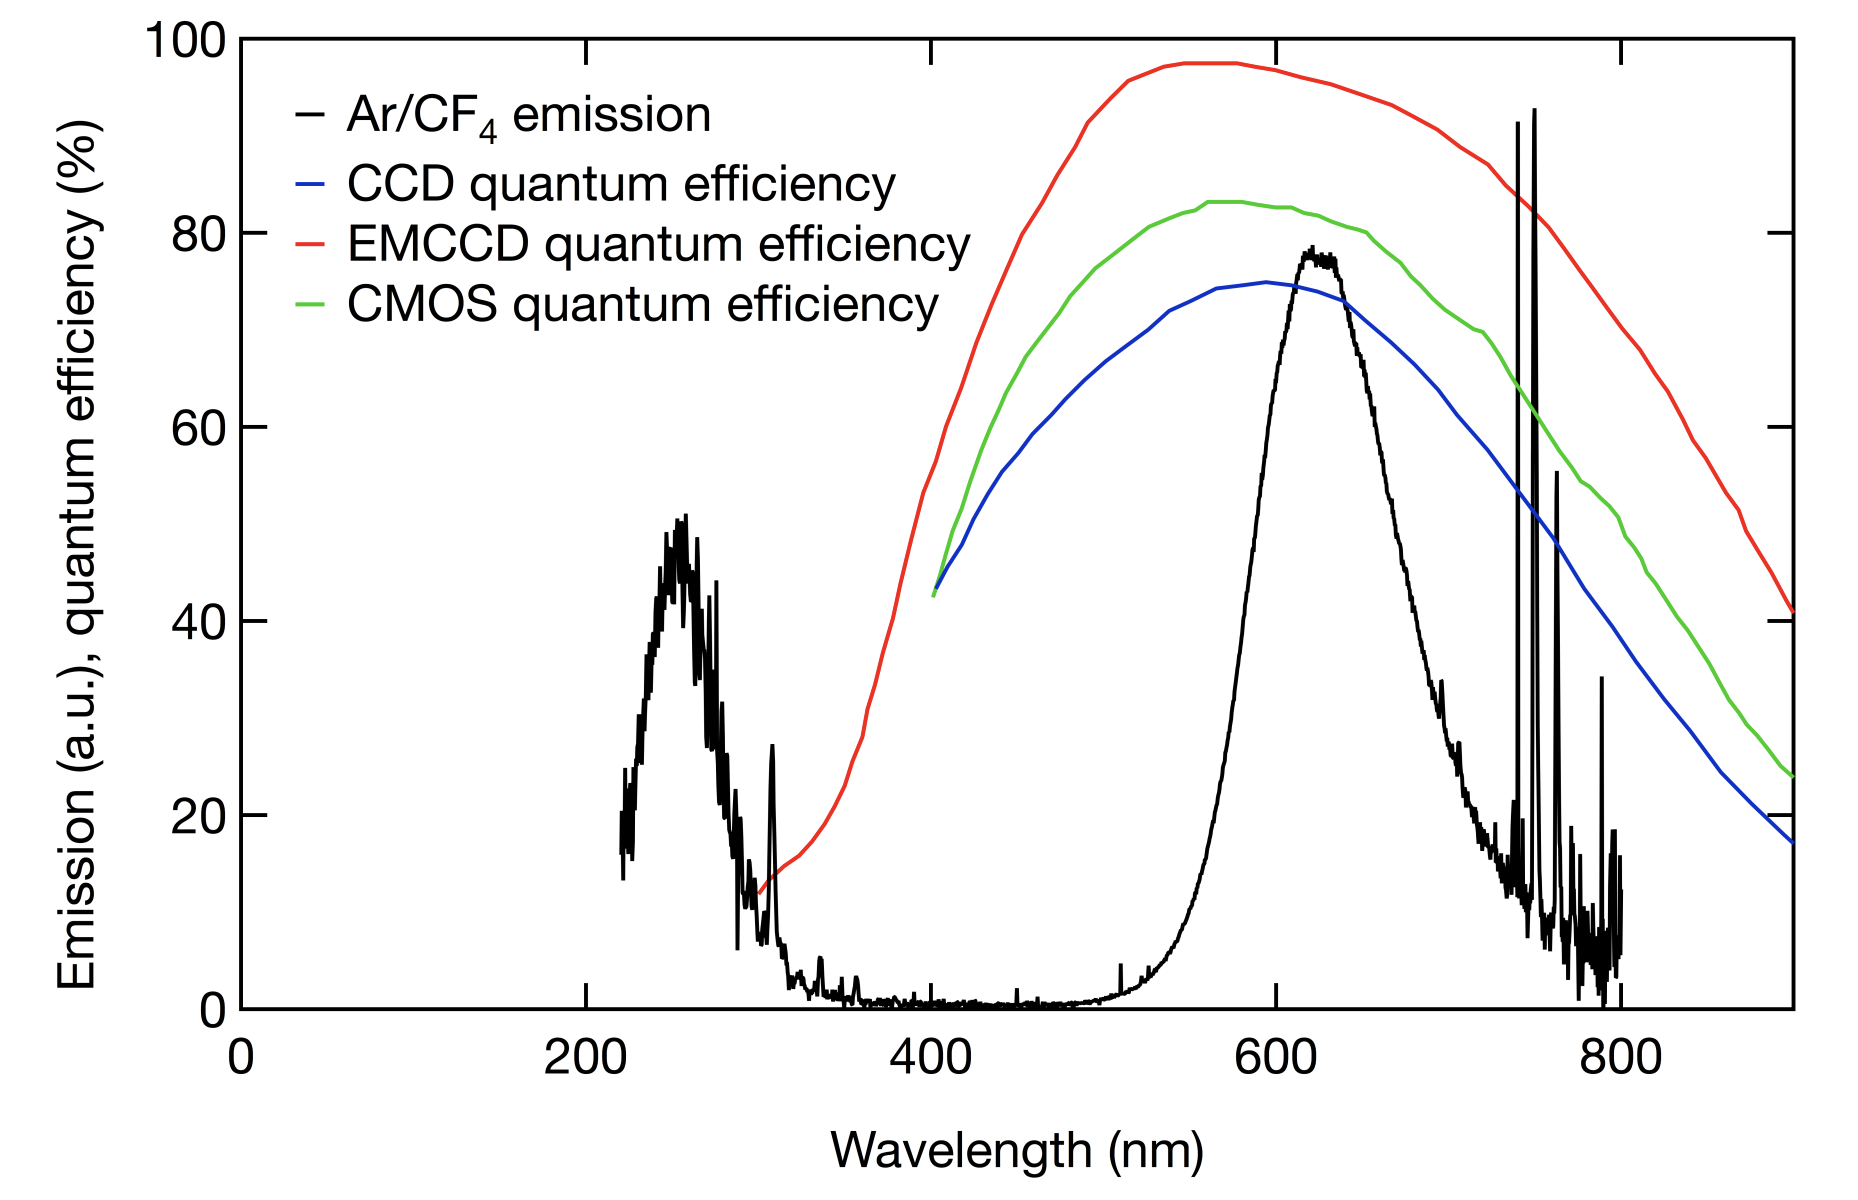 100
80
60
40
20
0
Emission (a.u.), quantum efficiency (%)
Ar/CF₄ emission
CCD quantum efficiency
EMCCD quantum efficiency
CMOS quantum efficiency
0 200 400 600 800
Wavelength (nm)